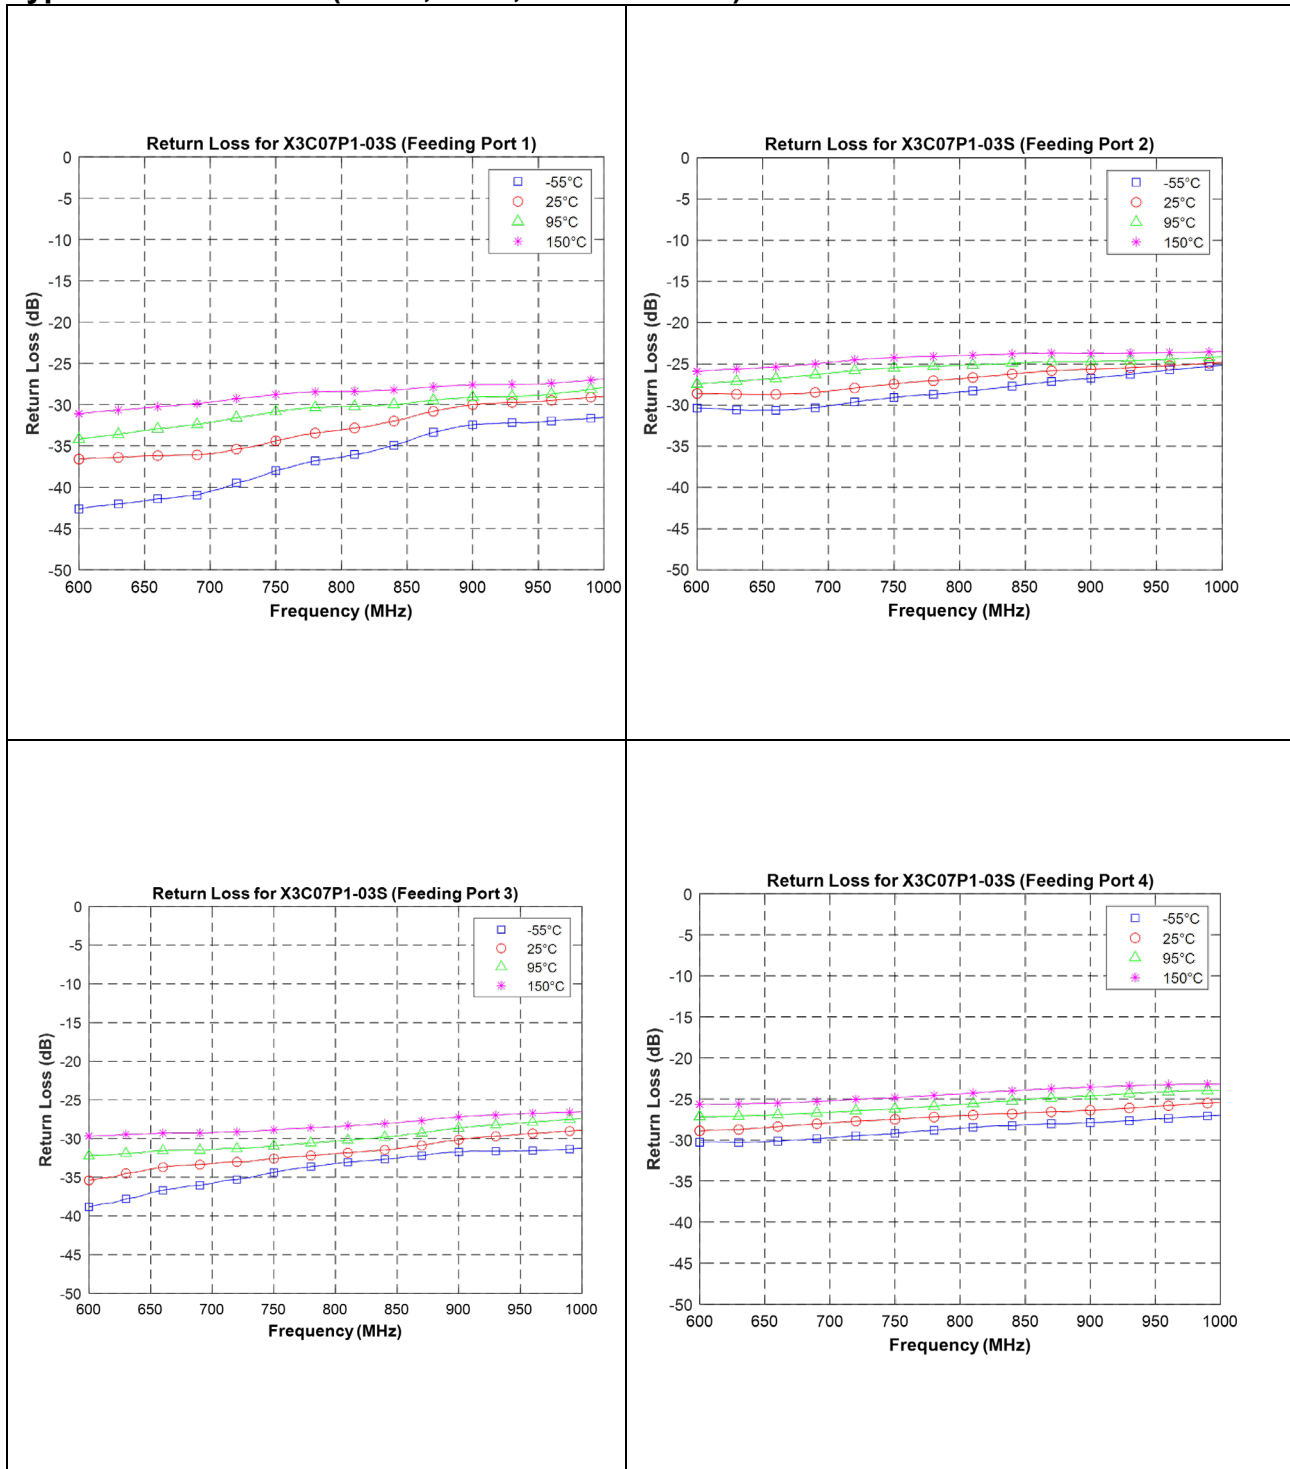 Return Loss for X3C07P1-03S (Feeding Port 1)
0
-5
-10
-15
-20
-25
-30
-35
-40
-45
-50
Return Loss (dB)
-55°C
25°C
95°C
150°C
600 650 700 750 800 850 900 950 1000
Frequency (MHz)
Return Loss for X3C07P1-03S (Feeding Port 2)
0
-5
-10
-15
-20
-25
-30
-35
-40
-45
-50
Return Loss (dB)
-55°C
25°C
95°C
150°C
600 650 700 750 800 850 900 950 1000
Frequency (MHz)
Return Loss for X3C07P1-03S (Feeding Port 3)
0
-5
-10
-15
-20
-25
-30
-35
-40
-45
-50
Return Loss (dB)
-55°C
25°C
95°C
150°C
600 650 700 750 800 850 900 950 1000
Frequency (MHz)
Return Loss for X3C07P1-03S (Feeding Port 4)
0
-5
-10
-15
-20
-25
-30
-35
-40
-45
-50
Return Loss (dB)
-55°C
25°C
95°C
150°C
600 650 700 750 800 850 900 950 1000
Frequency (MHz)